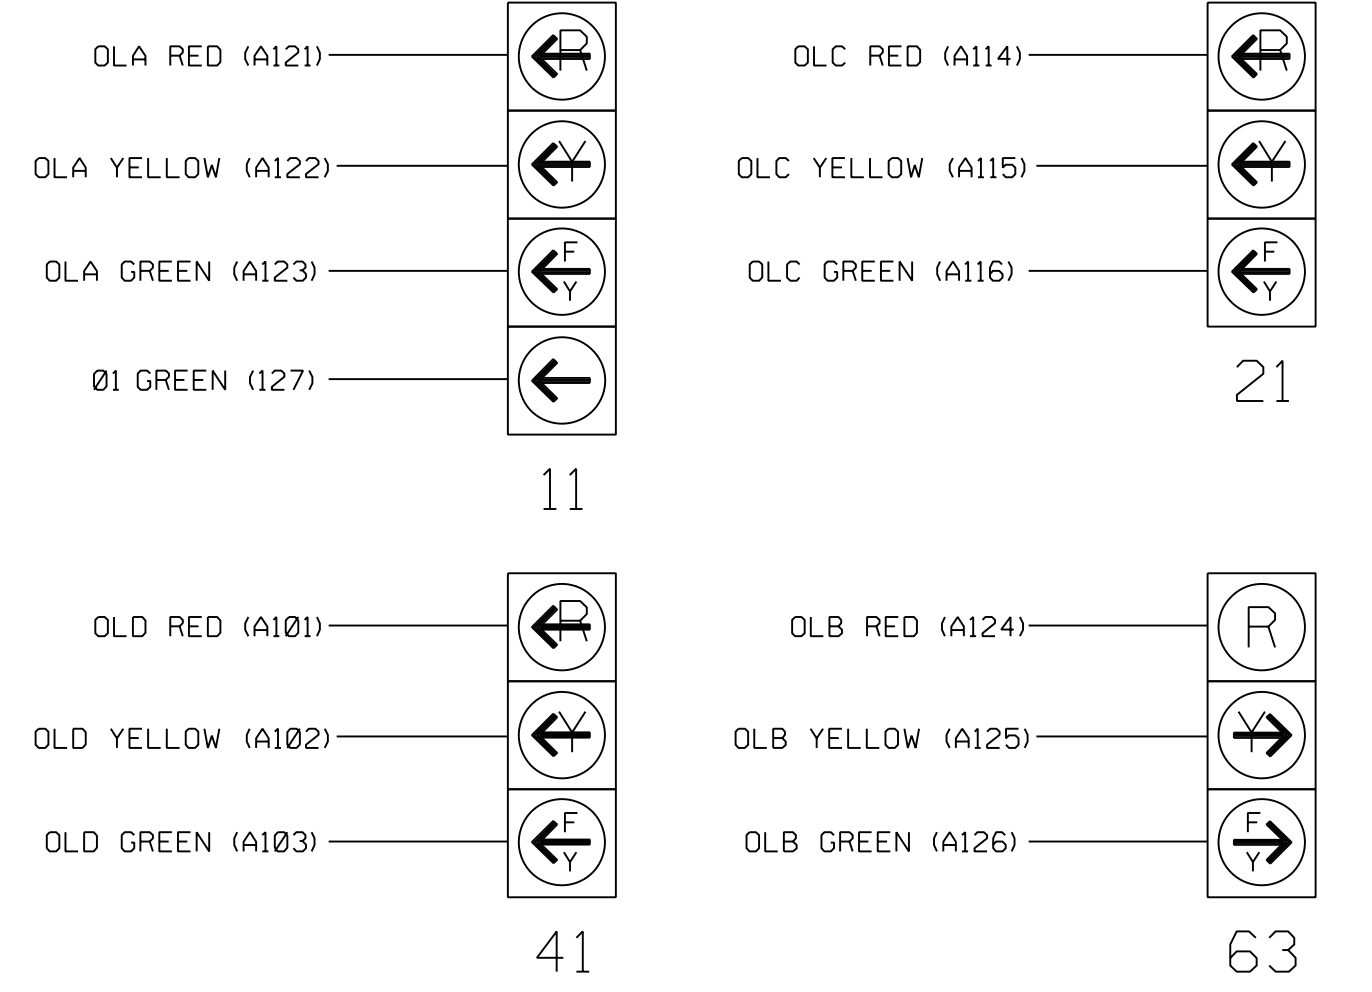 OLA RED (A121)
R
OLA YELLOW (A122)
Y
OLA GREEN (A123)
F
Y
Ø1 GREEN (127)
11
OLC RED (A114)
R
OLC YELLOW (A115)
Y
OLC GREEN (A116)
F
Y
21
OLD RED (A1Ø1)
R
OLD YELLOW (A1Ø2)
Y
OLD GREEN (A1Ø3)
F
Y
41
OLB RED (A124)
R
OLB YELLOW (A125)
Y
OLB GREEN (A126)
F
Y
63